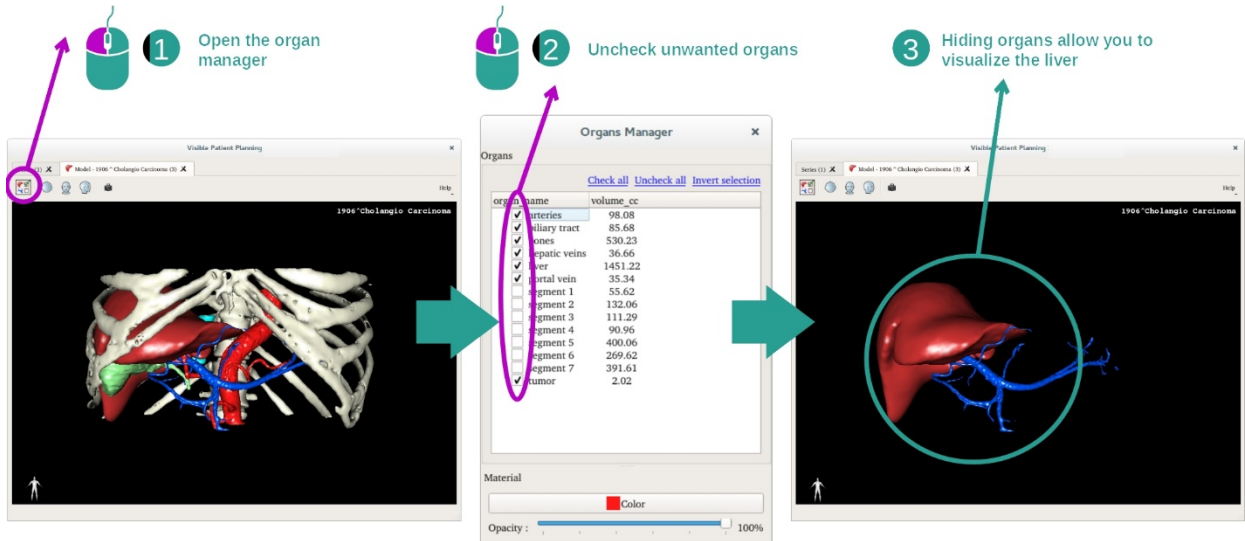 1
Open the organ
manager
2
Uncheck unwanted organs
3
Hiding organs allow you to
visualize the liver
Visible Patient Planning
(1)
Model - 1906 ^ Cholangio Carcinoma (3)
Help
1906^Cholangio Carcinoma
Organs Manager
Organs
Check all Uncheck all Invert selection
organ_name volume_cc
arteries 98.08
biliary tract 85.68
bones 530.23
hepatic veins 36.66
liver 1451.22
portal vein 35.34
segment 1 55.62
segment 2 132.06
segment 3 111.29
segment 4 90.96
segment 5 400.06
segment 6 269.62
segment 7 391.61
tumor 2.02
Material
Color
Opacity : 100%
Visible Patient Planning
Series (1)
Model - 1906 ^ Cholangio Carcinoma (3)
Help
1906^Cholangio Carcinoma